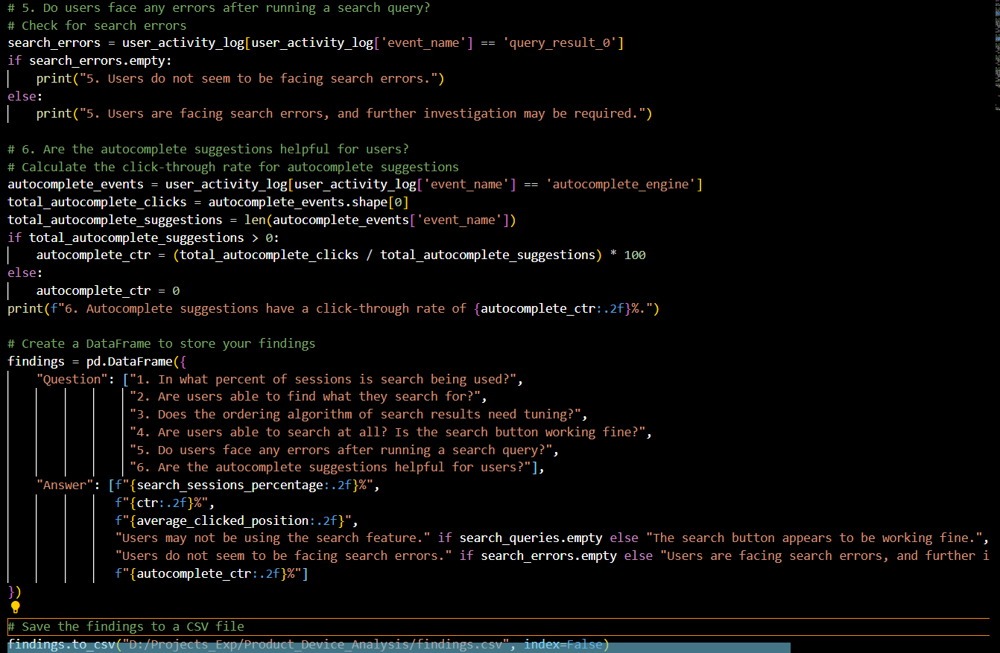 # 5. Do users face any errors after running a search query?
# Check for search errors
search_errors = user_activity_log[user_activity_log['event_name'] == 'query_result_0']
if search_errors.empty:
    print("5. Users do not seem to be facing search errors.")
else:
    print("5. Users are facing search errors, and further investigation may be required.")

# 6. Are the autocomplete suggestions helpful for users?
# Calculate the click-through rate for autocomplete suggestions
autocomplete_events = user_activity_log[user_activity_log['event_name'] == 'autocomplete_engine']
total_autocomplete_clicks = autocomplete_events.shape[0]
total_autocomplete_suggestions = len(autocomplete_events['event_name'])
if total_autocomplete_suggestions > 0:
    autocomplete_ctr = (total_autocomplete_clicks / total_autocomplete_suggestions) * 100
else:
    autocomplete_ctr = 0
print(f"6. Autocomplete suggestions have a click-through rate of {autocomplete_ctr:.2f}%.")

# Create a DataFrame to store your findings
findings = pd.DataFrame({
    "Question": ["1. In what percent of sessions is search being used?",
                 "2. Are users able to find what they search for?",
                 "3. Does the ordering algorithm of search results need tuning?",
                 "4. Are users able to search at all? Is the search button working fine?",
                 "5. Do users face any errors after running a search query?",
                 "6. Are the autocomplete suggestions helpful for users?"],
    "Answer": [f"{search_sessions_percentage:.2f}%",
               f"{ctr:.2f}%",
               f"{average_clicked_position:.2f}",
               "Users may not be using the search feature." if search_queries.empty else "The search button appears to be working fine.",
               "Users do not seem to be facing search errors." if search_errors.empty else "Users are facing search errors, and further i
               f"{autocomplete_ctr:.2f}%"]
})

# Save the findings to a CSV file
findings.to_csv("D:/Projects_Exp/Product_Device_Analysis/findings.csv", index=False)